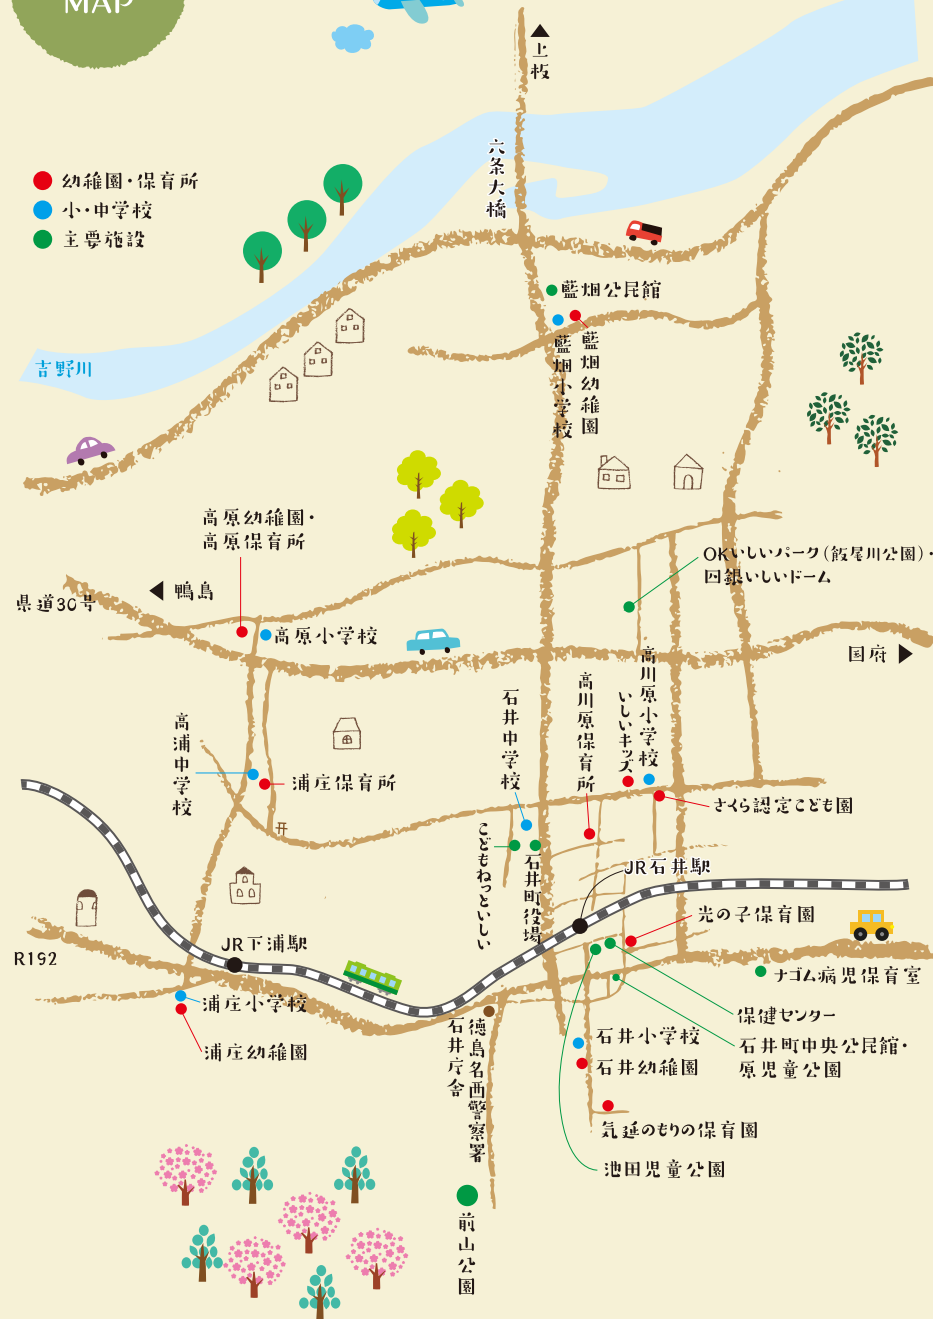 MAP
上板
六条大橋
幼稚園・保育所
小・中学校
主要施設
藍畑公民館
藍畑幼稚園
藍畑小学校
吉野川
高原幼稚園・
高原保育所
OKいしいパーク（飯尾川公園）・
回銀いしいドーム
鴨島
県道30号
高原小学校
国府
高川原小学校
いしいキッズ
高川原保育所
石井中学校
高浦中学校
浦庄保育所
さくら認定こども園
こどもねっといしい
石井町役場
JR石井駅
光の子保育園
JR下浦駅
R192
ナゴム病児保育室
浦庄小学校
保健センター
浦庄幼稚園
徳島名西警察署
石井庁舎
石井小学校
石井町中央公民館・
原児童公園
石井幼稚園
気延のもりの保育園
池田児童公園
前山公園